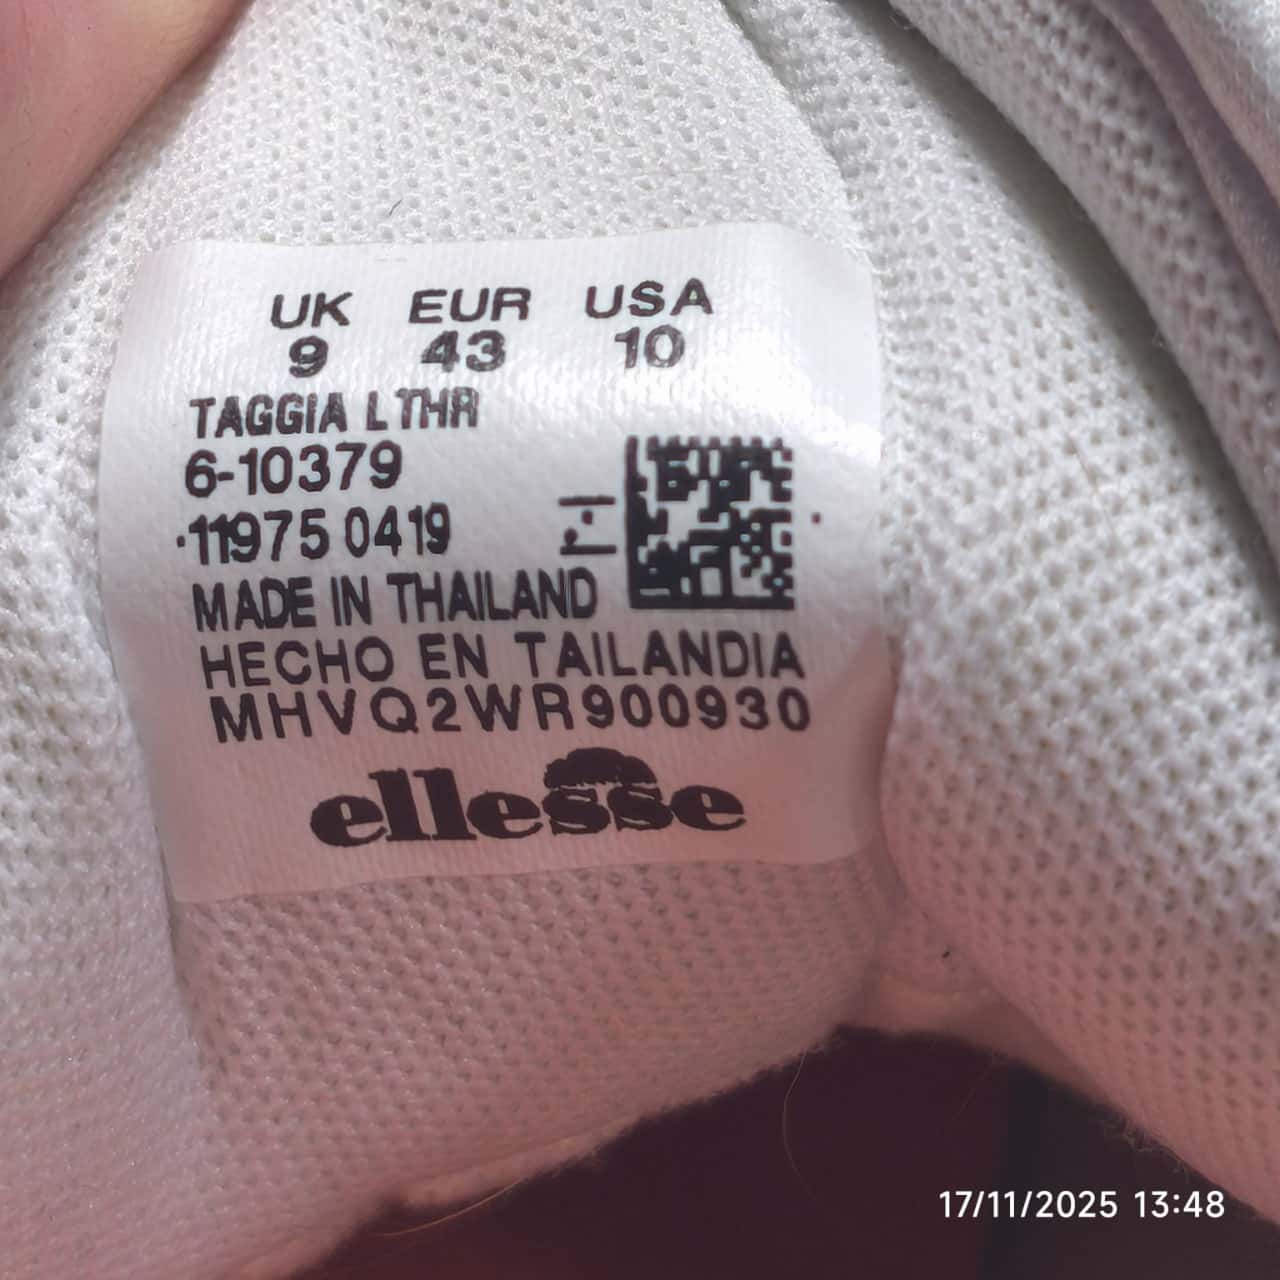 UK EUR USA
9 43 10
TAGGIA LTHR
6-10379
11975 0419
MADE IN THAILAND
HECHO EN TAILANDIA
MHVQ2WR900930
ellesse
17/11/2025 13:48